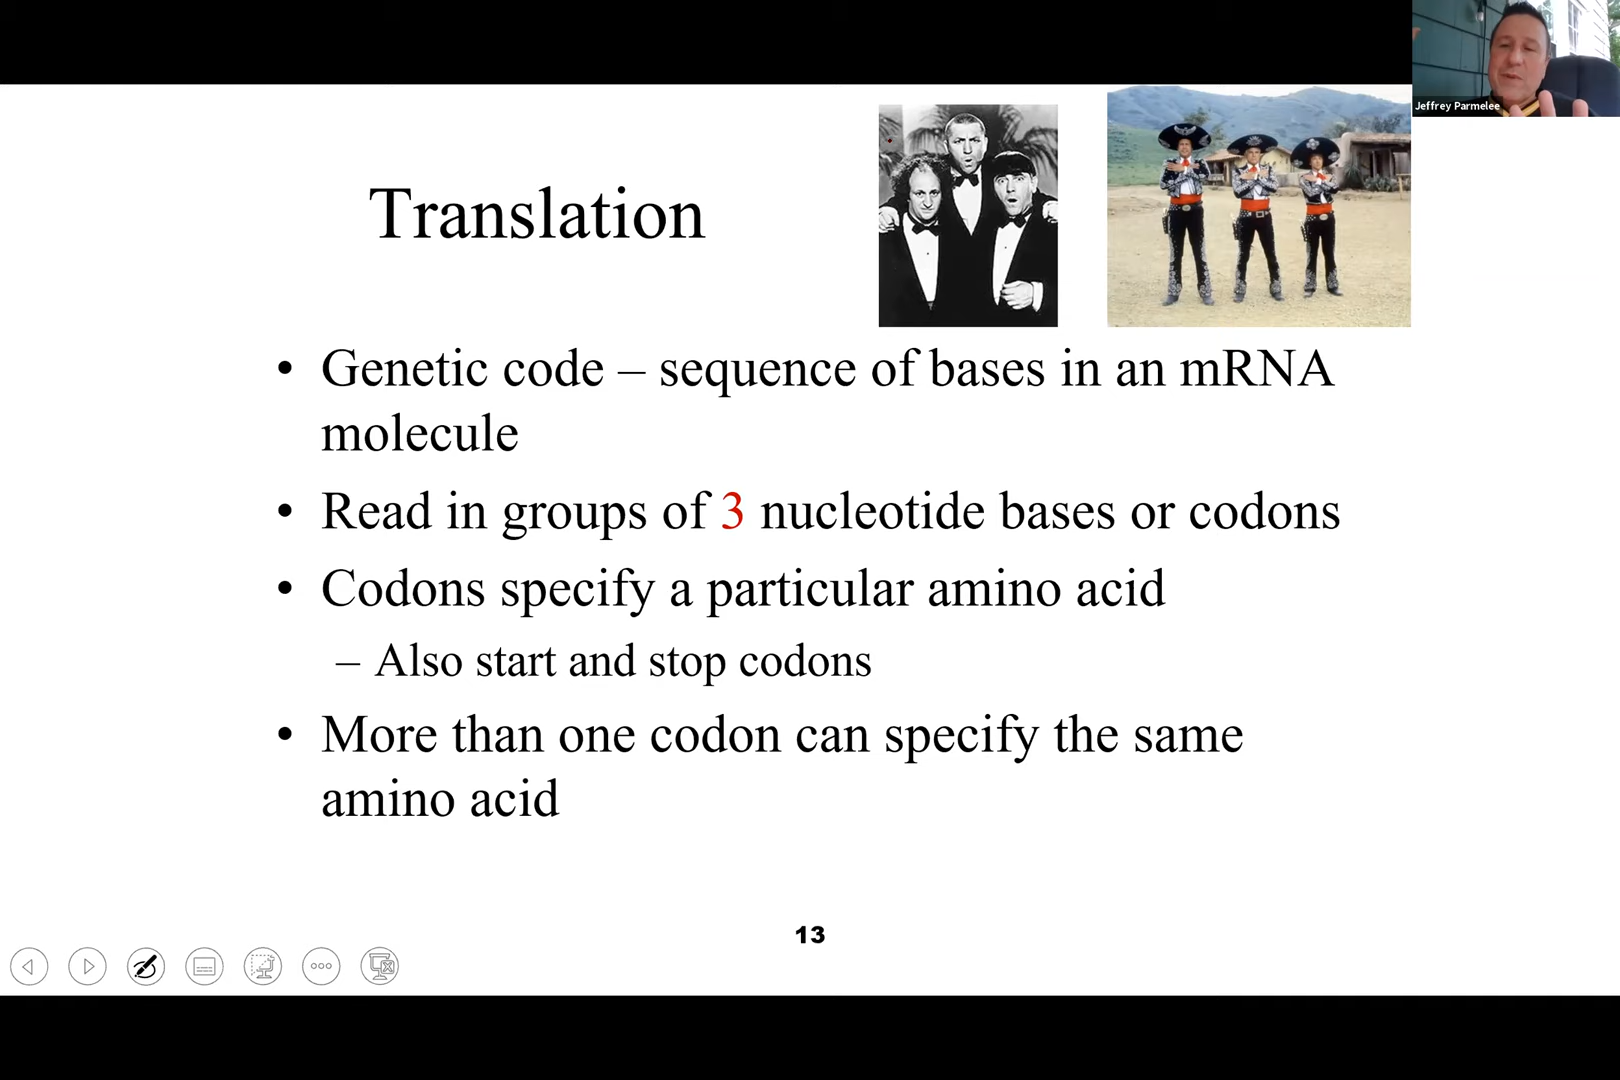 Jeffrey Parmelee
Translation
• Genetic code – sequence of bases in an mRNA
molecule
• Read in groups of 3 nucleotide bases or codons
• Codons specify a particular amino acid
– Also start and stop codons
• More than one codon can specify the same
amino acid
13